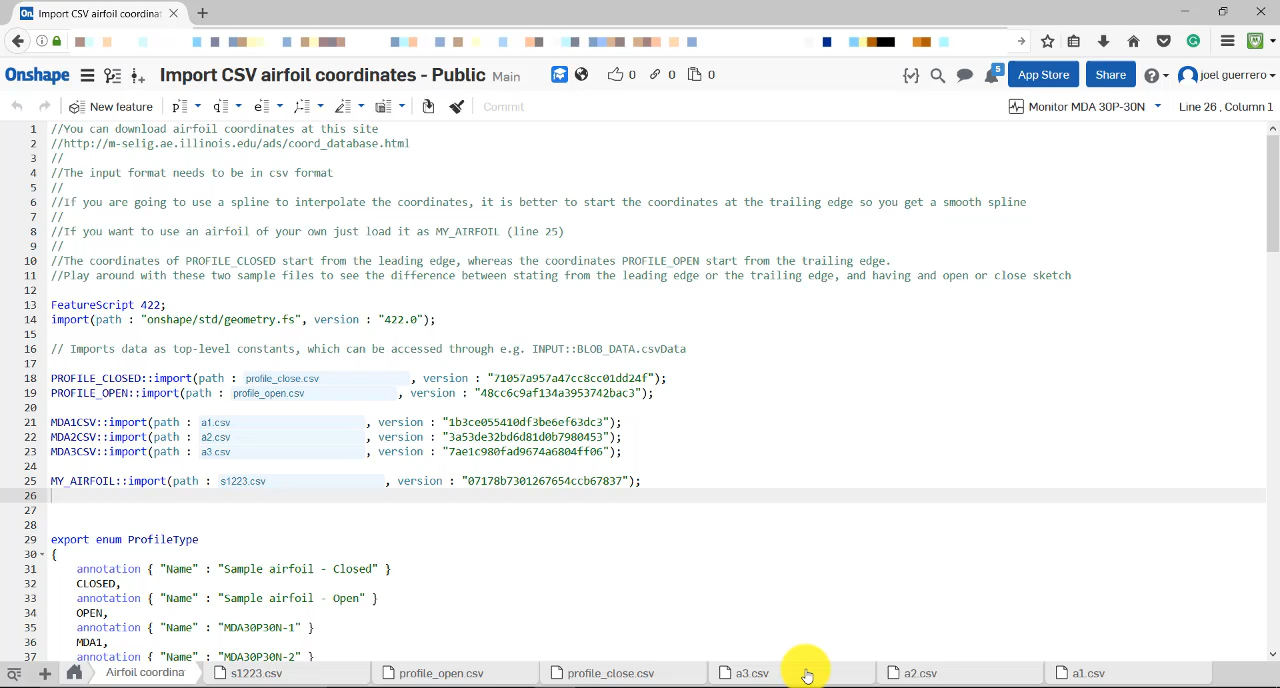 On Import CSV airfoil coordinat
Onshape Import CSV airfoil coordinates - Public Main 0 0 0 5 App Store Share joel guerrero
New feature Commit Monitor MDA 30P-30N Line 26 , Column 1
1 //You can download airfoil coordinates at this site
2 //http://m-selig.ae.illinois.edu/ads/coord_database.html
3 //
4 //The input format needs to be in csv format
5 //
6 //If you are going to use a spline to interpolate the coordinates, it is better to start the coordinates at the trailing edge so you get a smooth spline
7 //
8 //If you want to use an airfoil of your own just load it as MY_AIRFOIL (line 25)
9 //
10 //The coordinates of PROFILE_CLOSED start from the leading edge, whereas the coordinates PROFILE_OPEN start from the trailing edge.
11 //Play around with these two sample files to see the difference between stating from the leading edge or the trailing edge, and having and open or close sketch
12
13 FeatureScript 422;
14 import(path : "onshape/std/geometry.fs", version : "422.0");
15
16 // Imports data as top-level constants, which can be accessed through e.g. INPUT::BLOB_DATA.csvData
17
18 PROFILE_CLOSED::import(path : profile_close.csv , version : "71057a957a47cc8cc01dd24f");
19 PROFILE_OPEN::import(path : profile_open.csv , version : "48cc6c9af134a3953742bac3");
20
21 MDA1CSV::import(path : a1.csv , version : "1b3ce055410df3be6ef63dc3");
22 MDA2CSV::import(path : a2.csv , version : "3a53de32bd6d81d0b7980453");
23 MDA3CSV::import(path : a3.csv , version : "7ae1c980fad9674a6804ff06");
24
25 MY_AIRFOIL::import(path : s1223.csv , version : "07178b7301267654ccb67837");
26
27
28
29 export enum ProfileType
30 {
31 annotation { "Name" : "Sample airfoil - Closed" }
32 CLOSED,
33 annotation { "Name" : "Sample airfoil - Open" }
34 OPEN,
35 annotation { "Name" : "MDA30P30N-1" }
36 MDA1,
37 annotation { "Name" : "MDA30P30N-2" }
Airfoil coordina s1223.csv profile_open.csv profile_close.csv a3.csv a2.csv a1.csv